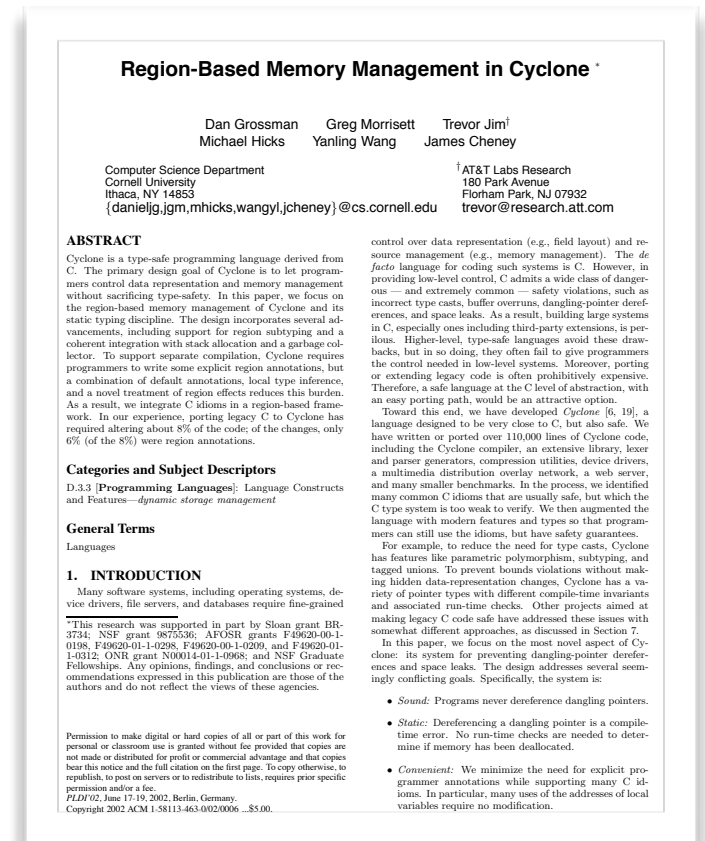 Region-Based Memory Management in Cyclone *
Dan Grossman Greg Morrisett Trevor Jim†
Michael Hicks Yanling Wang James Cheney
Computer Science Department
Cornell University
Ithaca, NY 14853
{danieljg,jgm,mhicks,wangyl,jcheney}@cs.cornell.edu
†AT&T Labs Research
180 Park Avenue
Florham Park, NJ 07932
trevor@research.att.com
ABSTRACT
Cyclone is a type-safe programming language derived from
C. The primary design goal of Cyclone is to let program-
mers control data representation and memory management
without sacrificing type-safety. In this paper, we focus on
the region-based memory management of Cyclone and its
static typing discipline. The design incorporates several ad-
vancements, including support for region subtyping and a
coherent integration with stack allocation and a garbage col-
lector. To support separate compilation, Cyclone requires
programmers to write some explicit region annotations, but
a combination of default annotations, local type inference,
and a novel treatment of region effects reduces this burden.
As a result, we integrate C idioms in a region-based frame-
work. In our experience, porting legacy C to Cyclone has
required altering about 8% of the code; of the changes, only
6% (of the 8%) were region annotations.
Categories and Subject Descriptors
D.3.3 [Programming Languages]: Language Constructs
and Features—dynamic storage management
General Terms
Languages
1. INTRODUCTION
Many software systems, including operating systems, de-
vice drivers, file servers, and databases require fine-grained
*This research was supported in part by Sloan grant BR-
3734; NSF grant 9875536; AFOSR grants F49620-00-1-
0198, F49620-01-1-0298, F49620-00-1-0209, and F49620-01-
1-0312; ONR grant N00014-01-1-0968; and NSF Graduate
Fellowships. Any opinions, findings, and conclusions or rec-
ommendations expressed in this publication are those of the
authors and do not reflect the views of these agencies.
Permission to make digital or hard copies of all or part of this work for
personal or classroom use is granted without fee provided that copies are
not made or distributed for profit or commercial advantage and that copies
bear this notice and the full citation on the first page. To copy otherwise, to
republish, to post on servers or to redistribute to lists, requires prior specific
permission and/or a fee.
PLDI'02, June 17-19, 2002, Berlin, Germany.
Copyright 2002 ACM 1-58113-463-0/02/0006 ...$5.00.
control over data representation (e.g., field layout) and re-
source management (e.g., memory management). The de
facto language for coding such systems is C. However, in
providing low-level control, C admits a wide class of danger-
ous — and extremely common — safety violations, such as
incorrect type casts, buffer overruns, dangling-pointer deref-
erences, and space leaks. As a result, building large systems
in C, especially ones including third-party extensions, is per-
ilous. Higher-level, type-safe languages avoid these draw-
backs, but in so doing, they often fail to give programmers
the control needed in low-level systems. Moreover, porting
or extending legacy code is often prohibitively expensive.
Therefore, a safe language at the C level of abstraction, with
an easy porting path, would be an attractive option.
Toward this end, we have developed Cyclone [6, 19], a
language designed to be very close to C, but also safe. We
have written or ported over 110,000 lines of Cyclone code,
including the Cyclone compiler, an extensive library, lexer
and parser generators, compression utilities, device drivers,
a multimedia distribution overlay network, a web server,
and many smaller benchmarks. In the process, we identified
many common C idioms that are usually safe, but which the
C type system is too weak to verify. We then augmented the
language with modern features and types so that program-
mers can still use the idioms, but have safety guarantees.
For example, to reduce the need for type casts, Cyclone
has features like parametric polymorphism, subtyping, and
tagged unions. To prevent bounds violations without mak-
ing hidden data-representation changes, Cyclone has a va-
riety of pointer types with different compile-time invariants
and associated run-time checks. Other projects aimed at
making legacy C code safe have addressed these issues with
somewhat different approaches, as discussed in Section 7.
In this paper, we focus on the most novel aspect of Cy-
clone: its system for preventing dangling-pointer derefer-
ences and space leaks. The design addresses several seem-
ingly conflicting goals. Specifically, the system is:
• Sound: Programs never dereference dangling pointers.
• Static: Dereferencing a dangling pointer is a compile-
time error. No run-time checks are needed to deter-
mine if memory has been deallocated.
• Convenient: We minimize the need for explicit pro-
grammer annotations while supporting many C id-
ioms. In particular, many uses of the addresses of local
variables require no modification.